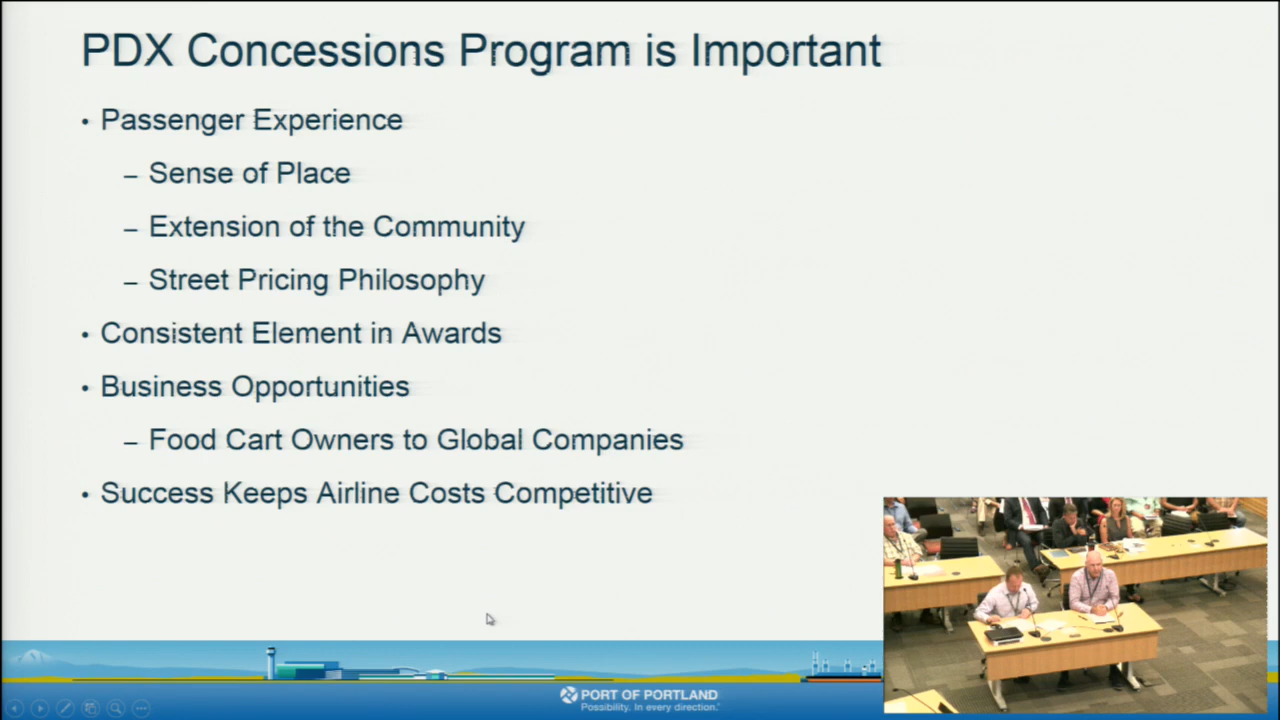 PDX Concessions Program is Important
• Passenger Experience
– Sense of Place
– Extension of the Community
– Street Pricing Philosophy
• Consistent Element in Awards
• Business Opportunities
– Food Cart Owners to Global Companies
• Success Keeps Airline Costs Competitive
PORT OF PORTLAND
Possibility. In every direction.